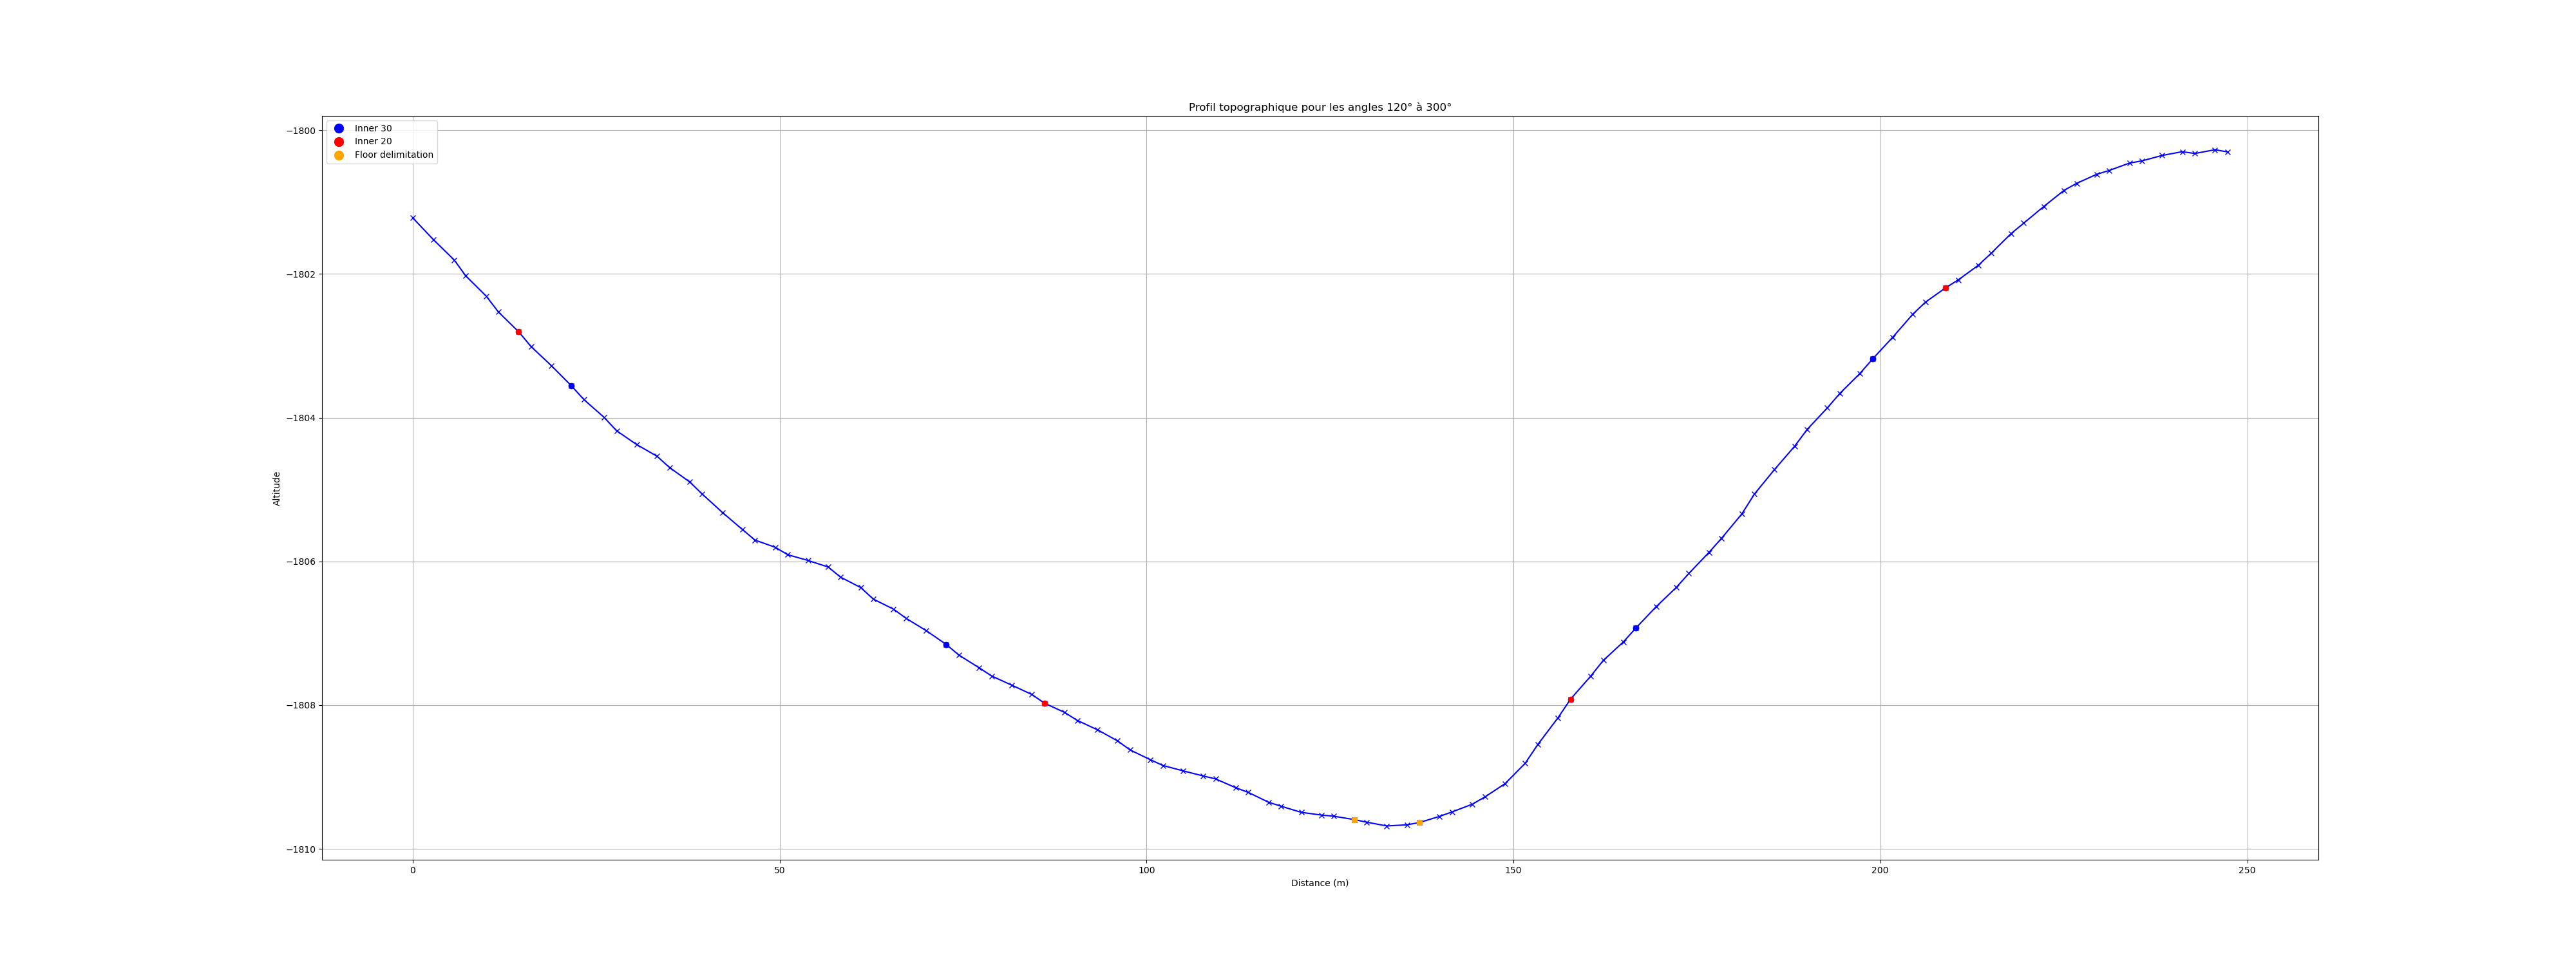 Profil topographique pour les angles 120° à 300°
Inner 30
Inner 20
Floor delimitation
−1800
−1802
−1804
−1806
−1808
−1810
Altitude
0
50
100
150
200
250
Distance (m)